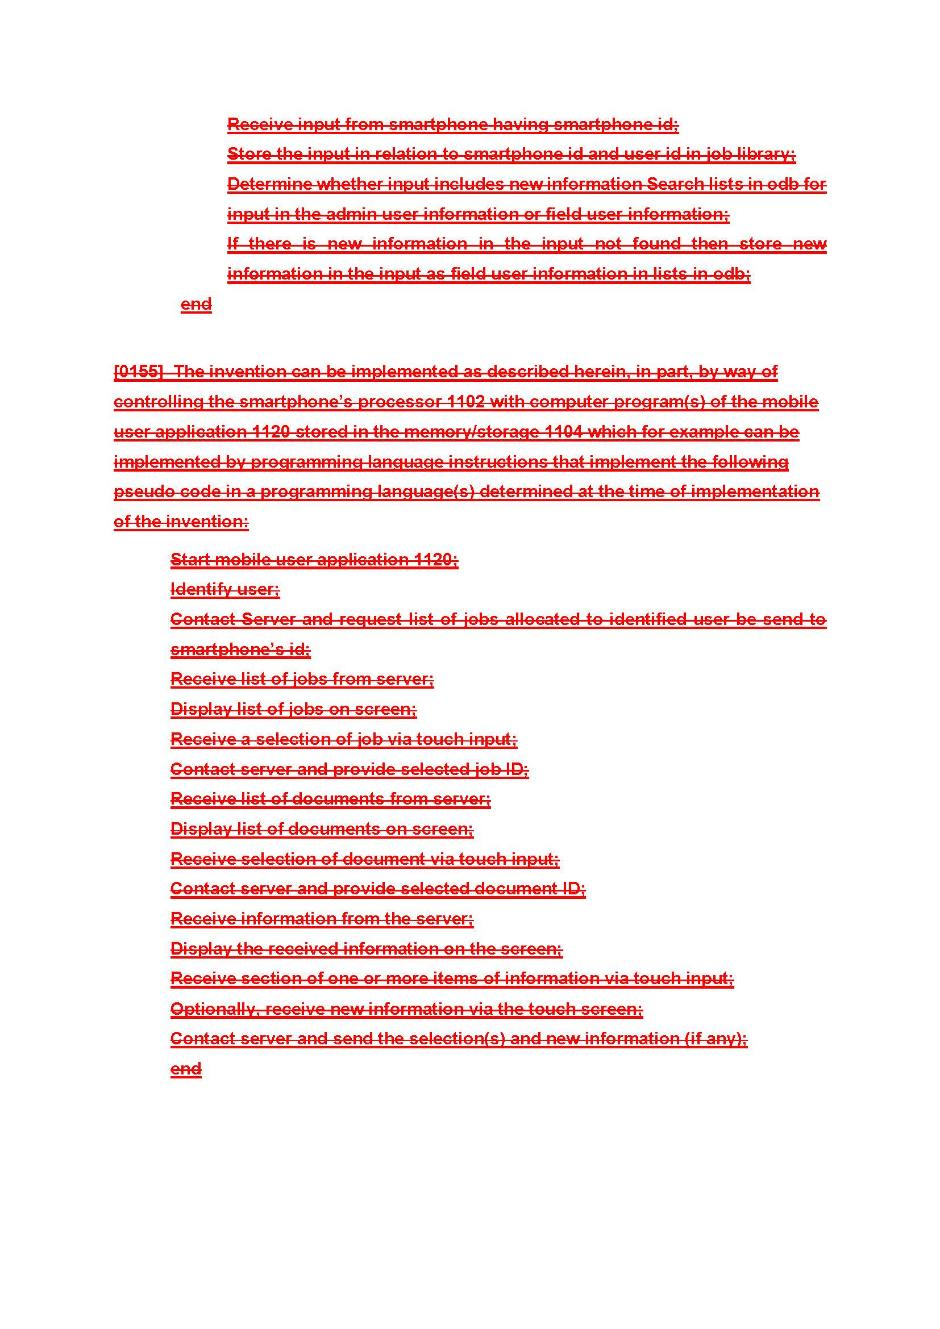 Receive input from smartphone having smartphone id;
Store the input in relation to smartphone id and user id in job library;
Determine whether input includes new information Search lists in odb for
input in the admin user information or field user information;
If there is new information in the input not found then store new
information in the input as field user information in lists in odb;
end
[0155] The invention can be implemented as described herein, in part, by way of
controlling the smartphone's processor 1102 with computer program(s) of the mobile
user application 1120 stored in the memory/storage 1104 which for example can be
implemented by programming language instructions that implement the following
pseudo code in a programming language(s) determined at the time of implementation
of the invention:
Start mobile user application 1120;
Identify user;
Contact Server and request list of jobs allocated to identified user be send to
smartphone's id;
Receive list of jobs from server;
Display list of jobs on screen;
Receive a selection of job via touch input;
Contact server and provide selected job ID;
Receive list of documents from server;
Display list of documents on screen;
Receive selection of document via touch input;
Contact server and provide selected document ID;
Receive information from the server;
Display the received information on the screen;
Receive section of one or more items of information via touch input;
Optionally, receive new information via the touch screen;
Contact server and send the selection(s) and new information (if any);
end